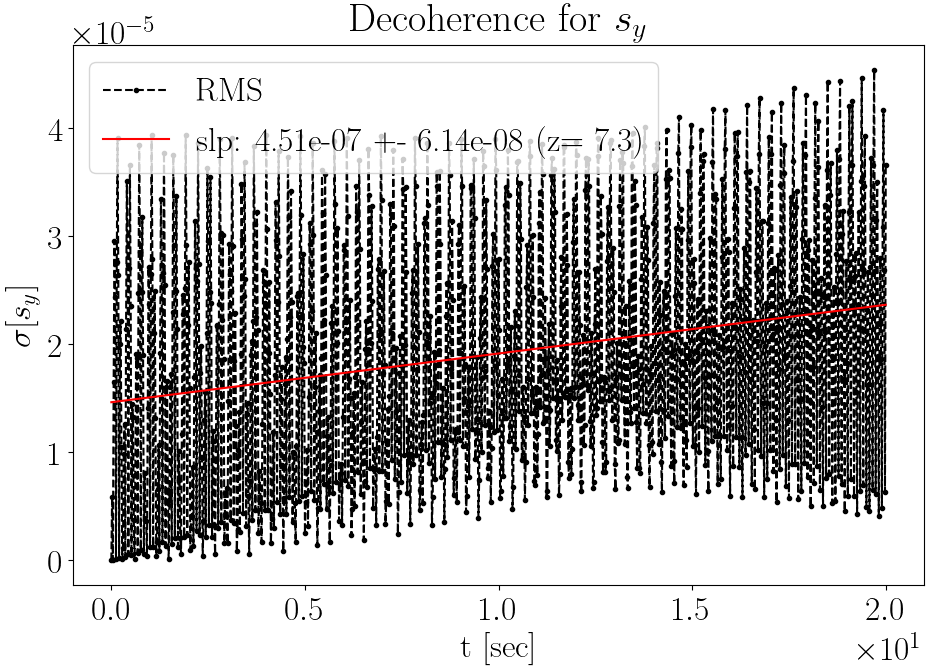 Decoherence for s_y
×10⁻⁵
RMS
slp: 4.51e-07 +- 6.14e-08 (z= 7.3)
4
3
2
1
0
σ[s_y]
0.0 0.5 1.0 1.5 2.0
t [sec]
×10¹